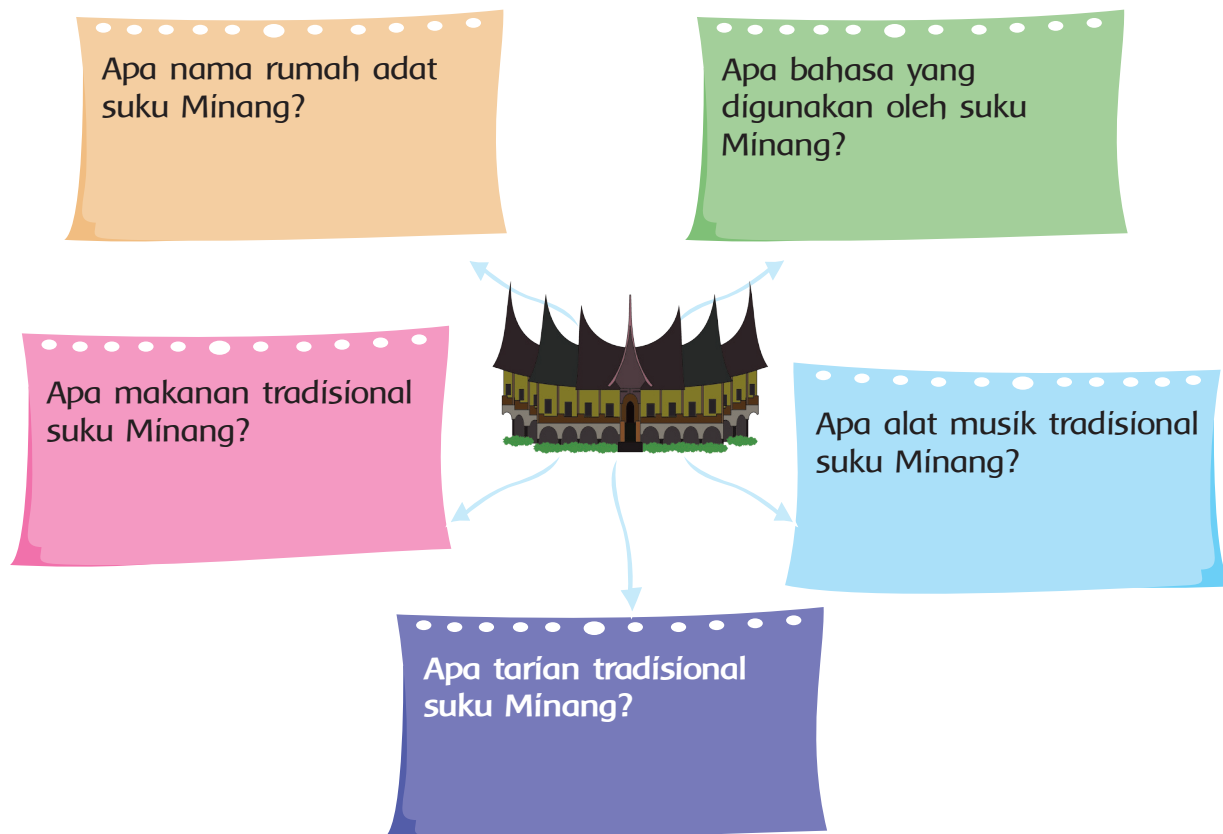 Apa nama rumah adat
suku Minang?
Apa bahasa yang
digunakan oleh suku
Minang?
Apa makanan tradisional
suku Minang?
Apa alat musik tradisional
suku Minang?
Apa tarian tradisional
suku Minang?